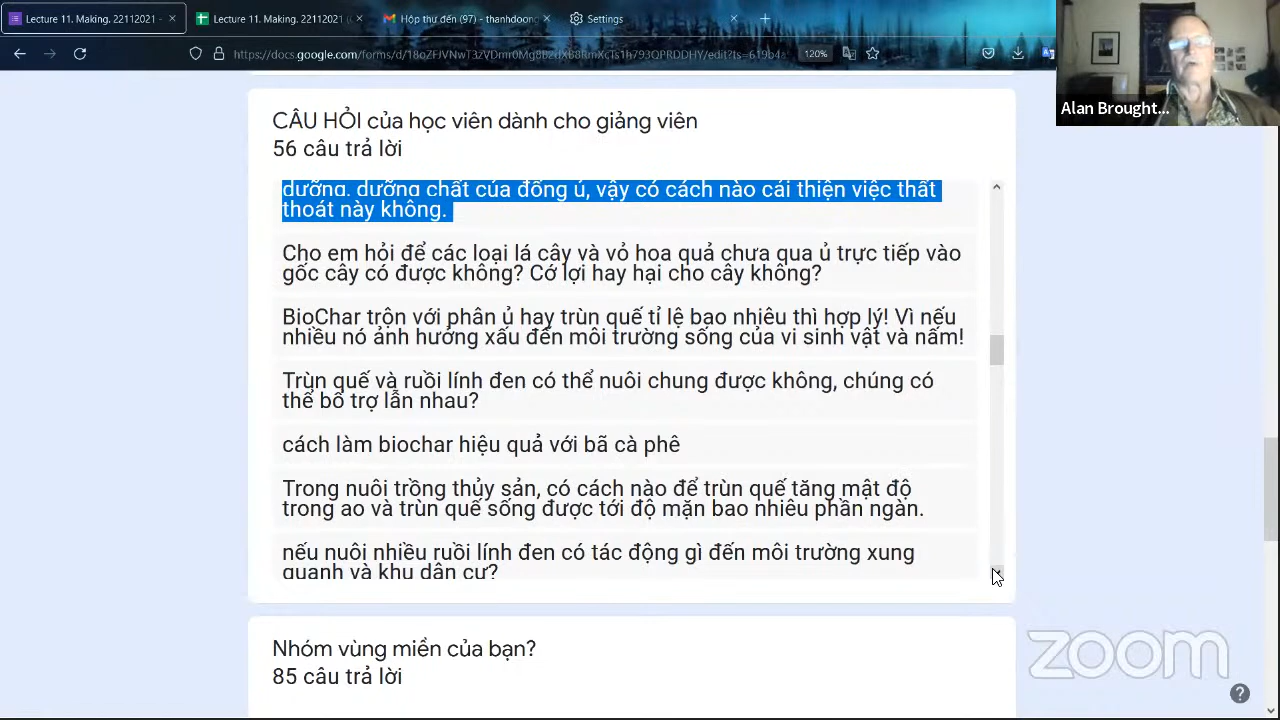 Lecture 11. Making. 22112021 -
Lecture 11. Making. 22112021 (
Hộp thư đến (97) - thanhdoong
Settings
120%
CÂU HỎI của học viên dành cho giảng viên
56 câu trả lời
dưỡng. dưỡng chất của đống ủ, vậy có cách nào cải thiện việc thất
thoát này không.
Cho em hỏi để các loại lá cây và vỏ hoa quả chưa qua ủ trực tiếp vào
gốc cây có được không? Cớ lợi hay hại cho cây không?
BioChar trộn với phân ủ hay trùn quế tỉ lệ bao nhiêu thì hợp lý! Vì nếu
nhiều nó ảnh hưởng xấu đến môi trường sống của vi sinh vật và nấm!
Trùn quế và ruồi lính đen có thể nuôi chung được không, chúng có
thể bổ trợ lẫn nhau?
cách làm biochar hiệu quả với bã cà phê
Trong nuôi trồng thủy sản, có cách nào để trùn quế tăng mật độ
trong ao và trùn quế sống được tới độ mặn bao nhiêu phần ngàn.
nếu nuôi nhiều ruồi lính đen có tác động gì đến môi trường xung
quanh và khu dân cư?
Nhóm vùng miền của bạn?
85 câu trả lời
Alan Brought...
zoom